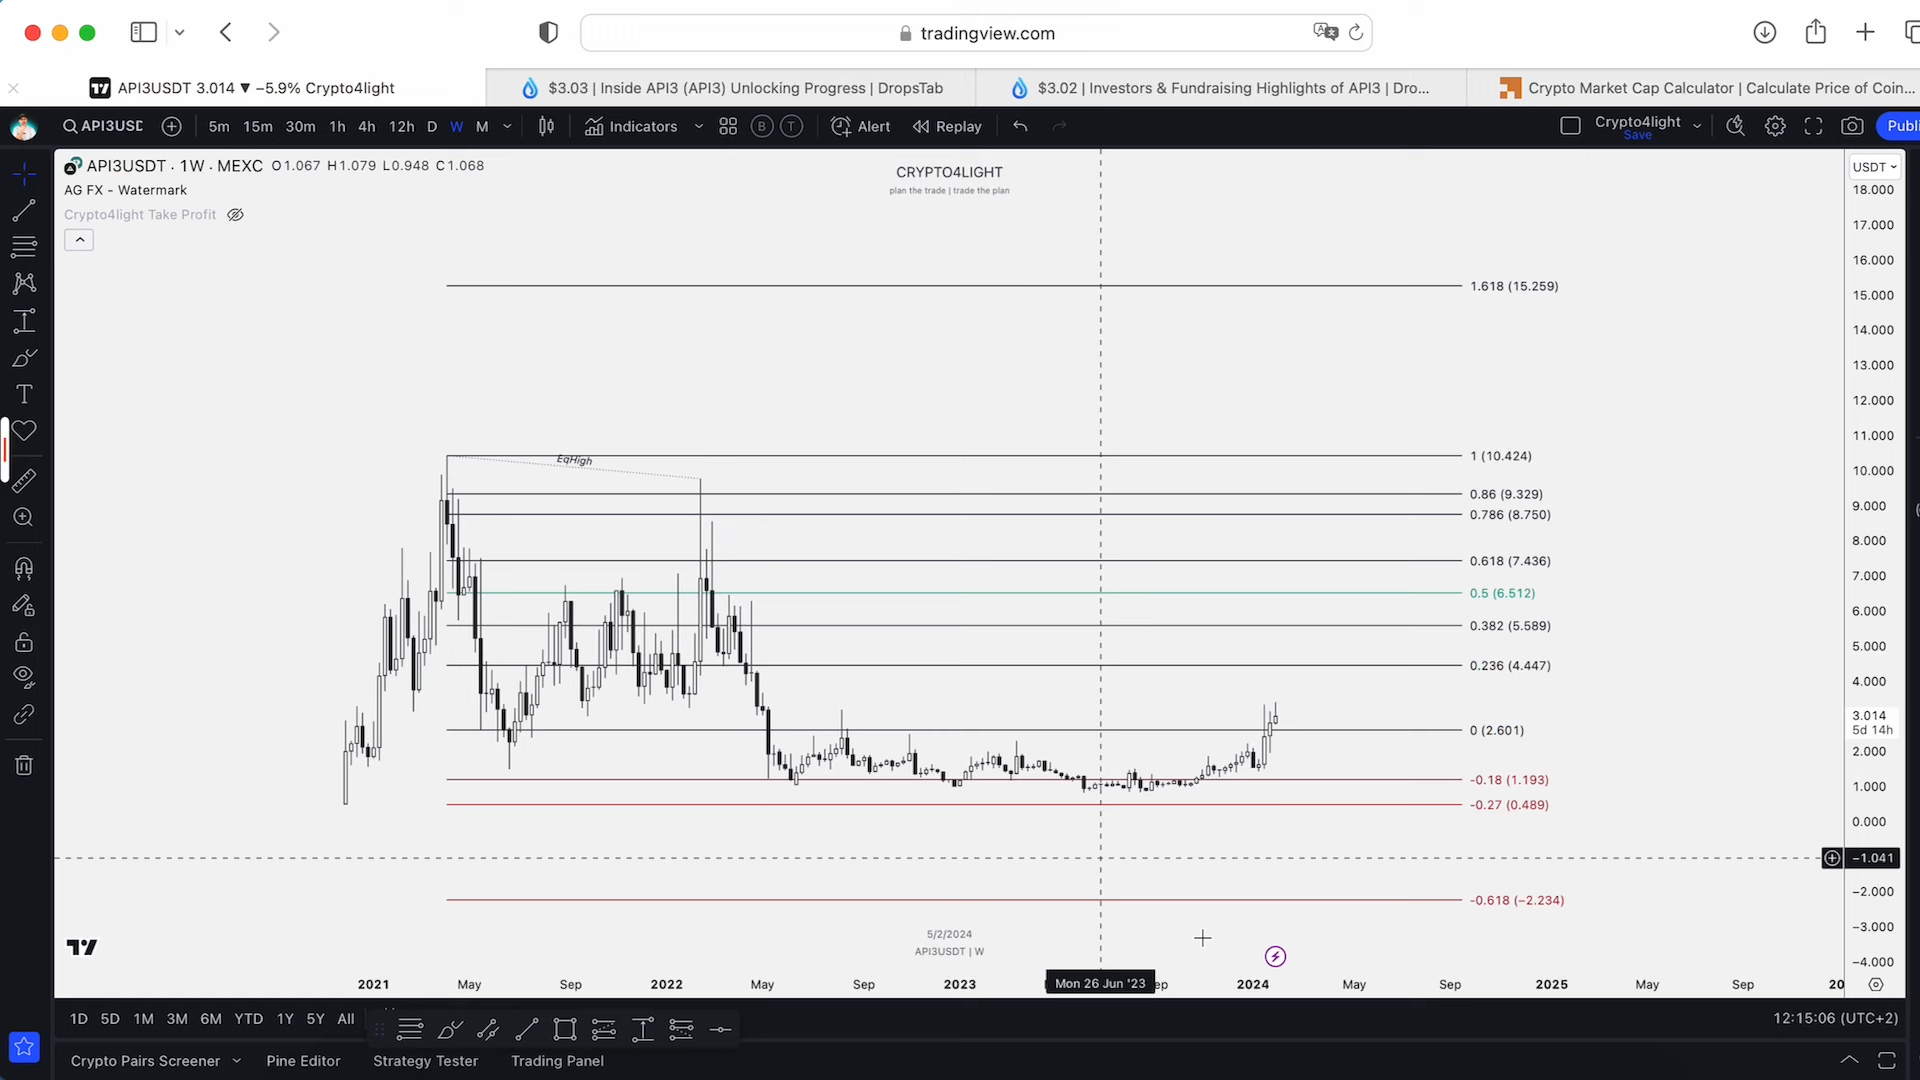 tradingview.com
API3USDT 3.014 ▼ −5.9% Crypto4light
$3.03 | Inside API3 (API3) Unlocking Progress | DropsTab
$3.02 | Investors & Fundraising Highlights of API3 | Dro...
Crypto Market Cap Calculator | Calculate Price of Coin...
API3USD 5m 15m 30m 1h 4h 12h D W M Indicators B T Alert Replay Crypto4light Save Publi
API3USDT · 1W · MEXC O1.067 H1.079 L0.948 C1.068
AG FX - Watermark
Crypto4light Take Profit
CRYPTO4LIGHT
plan the trade | trade the plan
USDT
18.000
17.000
16.000
15.000
14.000
13.000
12.000
11.000
10.000
9.000
8.000
7.000
6.000
5.000
4.000
3.014
5d 14h
2.000
1.000
0.000
−1.041
−2.000
−3.000
−4.000
1.618 (15.259)
EqHigh
1 (10.424)
0.86 (9.329)
0.786 (8.750)
0.618 (7.436)
0.5 (6.512)
0.382 (5.589)
0.236 (4.447)
0 (2.601)
-0.18 (1.193)
-0.27 (0.489)
-0.618 (−2.234)
5/2/2024
API3USDT | W
2021 May Sep 2022 May Sep 2023 Mon 26 Jun '23 ep 2024 May Sep 2025 May Sep 20
1D 5D 1M 3M 6M YTD 1Y 5Y All
12:15:06 (UTC+2)
Crypto Pairs Screener Pine Editor Strategy Tester Trading Panel